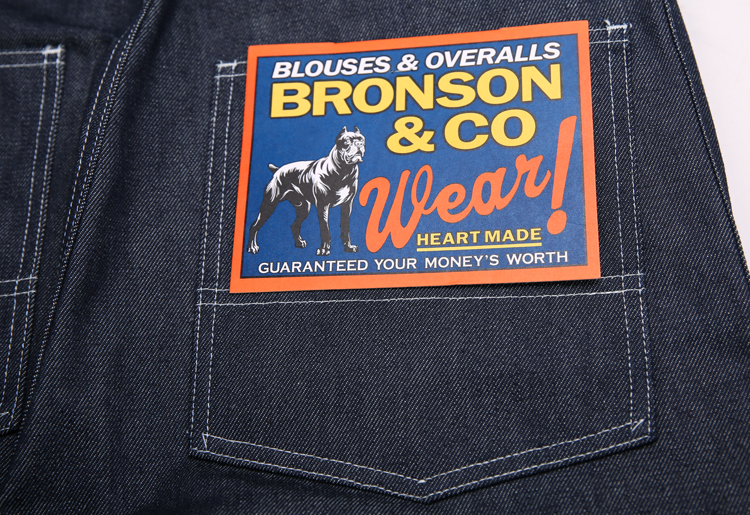 BLOUSES & OVERALLS
BRONSON
& CO
Wear!
HEART MADE
GUARANTEED YOUR MONEY'S WORTH